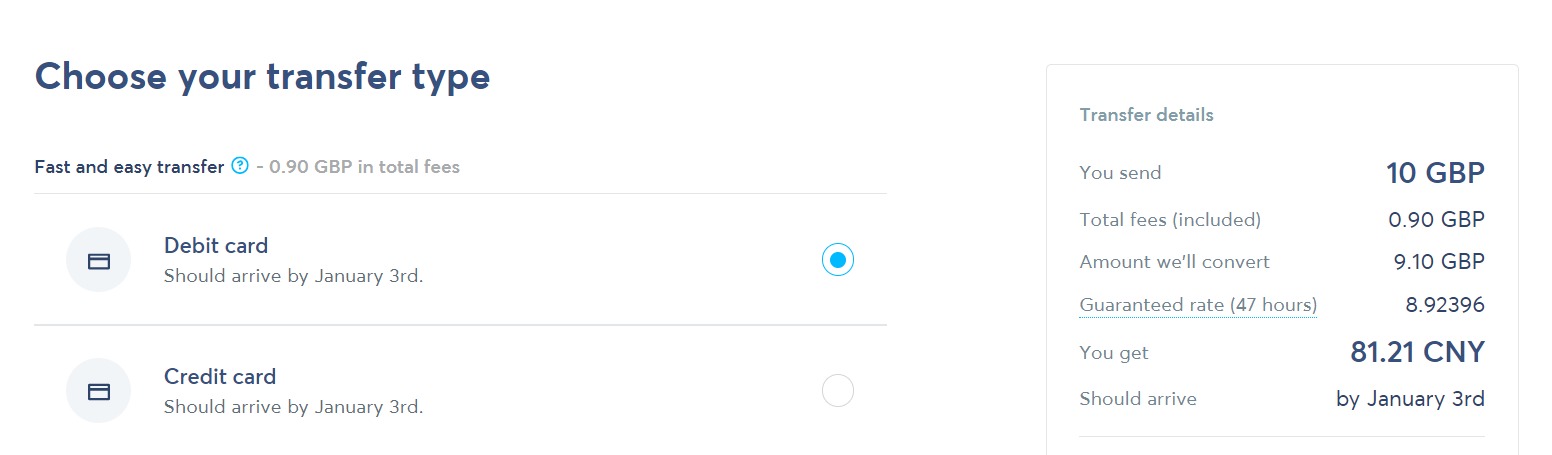 Choose your transfer type
Fast and easy transfer ? - 0.90 GBP in total fees
Debit card
Should arrive by January 3rd.
Credit card
Should arrive by January 3rd.
Transfer details
You send 10 GBP
Total fees (included) 0.90 GBP
Amount we'll convert 9.10 GBP
Guaranteed rate (47 hours) 8.92396
You get 81.21 CNY
Should arrive by January 3rd